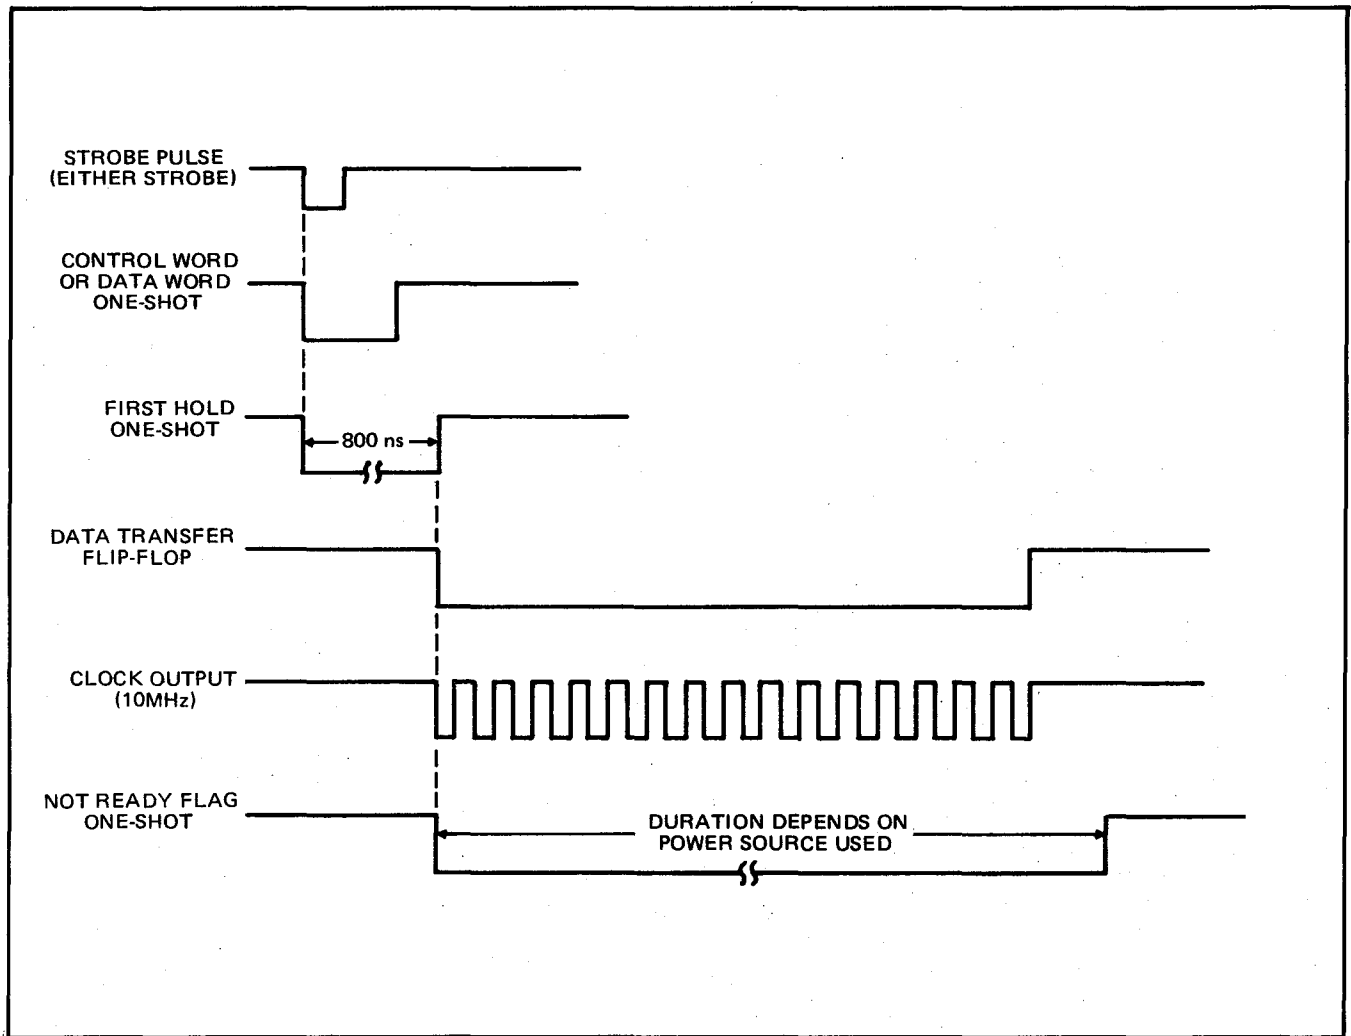 STROBE PULSE
(EITHER STROBE)
CONTROL WORD
OR DATA WORD
ONE-SHOT
FIRST HOLD
ONE-SHOT
800 ns
DATA TRANSFER
FLIP-FLOP
CLOCK OUTPUT
(10MHz)
NOT READY FLAG
ONE-SHOT
DURATION DEPENDS ON
POWER SOURCE USED